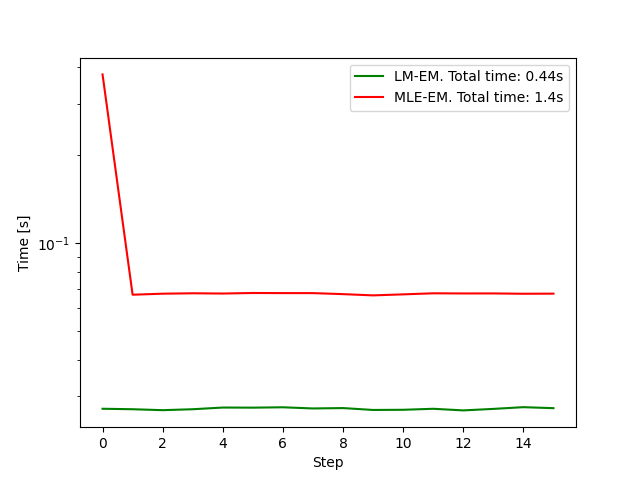 LM-EM. Total time: 0.44s
MLE-EM. Total time: 1.4s
Time [s]
10⁻¹
0 2 4 6 8 10 12 14
Step